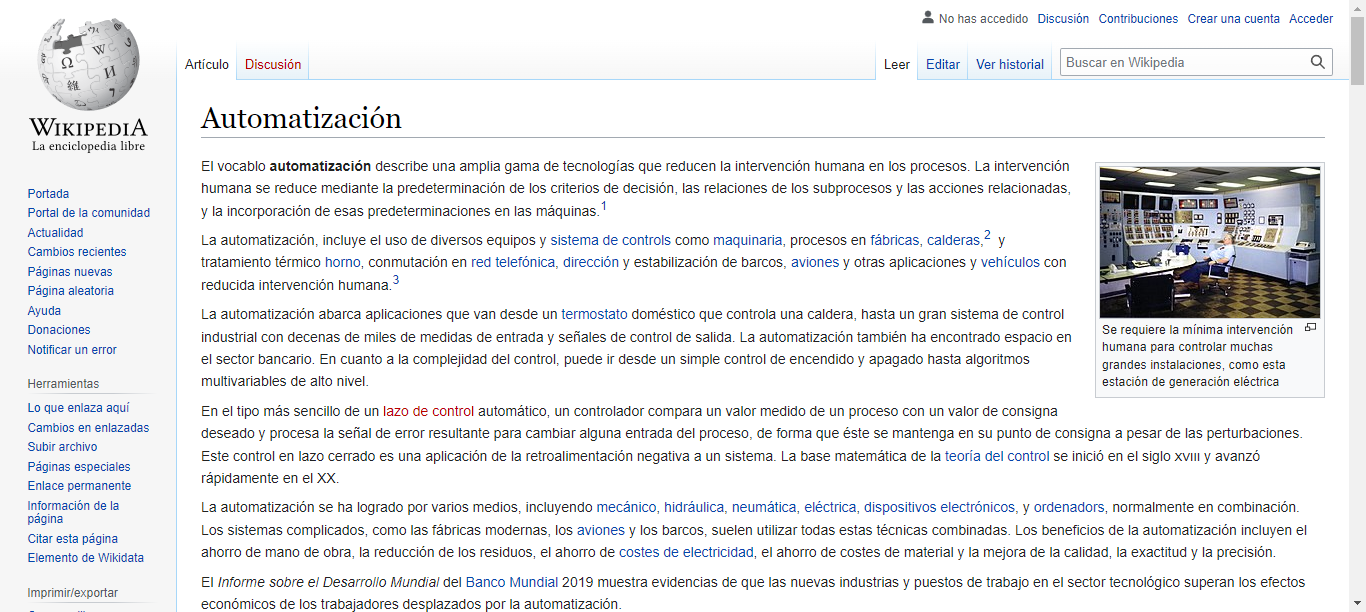 No has accedido Discusión Contribuciones Crear una cuenta Acceder
WIKIPEDIA
La enciclopedia libre
Artículo Discusión Leer Editar Ver historial Buscar en Wikipedia
Portada
Portal de la comunidad
Actualidad
Cambios recientes
Páginas nuevas
Página aleatoria
Ayuda
Donaciones
Notificar un error
Herramientas
Lo que enlaza aquí
Cambios en enlazadas
Subir archivo
Páginas especiales
Enlace permanente
Información de la
página
Citar esta página
Elemento de Wikidata
Imprimir/exportar
Automatización
El vocablo automatización describe una amplia gama de tecnologías que reducen la intervención humana en los procesos. La intervención
humana se reduce mediante la predeterminación de los criterios de decisión, las relaciones de los subprocesos y las acciones relacionadas,
y la incorporación de esas predeterminaciones en las máquinas.1
La automatización, incluye el uso de diversos equipos y sistema de controls como maquinaria, procesos en fábricas, calderas,2 y
tratamiento térmico horno, conmutación en red telefónica, dirección y estabilización de barcos, aviones y otras aplicaciones y vehículos con
reducida intervención humana.3
La automatización abarca aplicaciones que van desde un termostato doméstico que controla una caldera, hasta un gran sistema de control
industrial con decenas de miles de medidas de entrada y señales de control de salida. La automatización también ha encontrado espacio en
el sector bancario. En cuanto a la complejidad del control, puede ir desde un simple control de encendido y apagado hasta algoritmos
multivariables de alto nivel.
Se requiere la mínima intervención
humana para controlar muchas
grandes instalaciones, como esta
estación de generación eléctrica
En el tipo más sencillo de un lazo de control automático, un controlador compara un valor medido de un proceso con un valor de consigna
deseado y procesa la señal de error resultante para cambiar alguna entrada del proceso, de forma que éste se mantenga en su punto de consigna a pesar de las perturbaciones.
Este control en lazo cerrado es una aplicación de la retroalimentación negativa a un sistema. La base matemática de la teoría del control se inició en el siglo XVIII y avanzó
rápidamente en el XX.
La automatización se ha logrado por varios medios, incluyendo mecánico, hidráulica, neumática, eléctrica, dispositivos electrónicos, y ordenadors, normalmente en combinación.
Los sistemas complicados, como las fábricas modernas, los aviones y los barcos, suelen utilizar todas estas técnicas combinadas. Los beneficios de la automatización incluyen el
ahorro de mano de obra, la reducción de los residuos, el ahorro de costes de electricidad, el ahorro de costes de material y la mejora de la calidad, la exactitud y la precisión.
El Informe sobre el Desarrollo Mundial del Banco Mundial 2019 muestra evidencias de que las nuevas industrias y puestos de trabajo en el sector tecnológico superan los efectos
económicos de los trabajadores desplazados por la automatización.